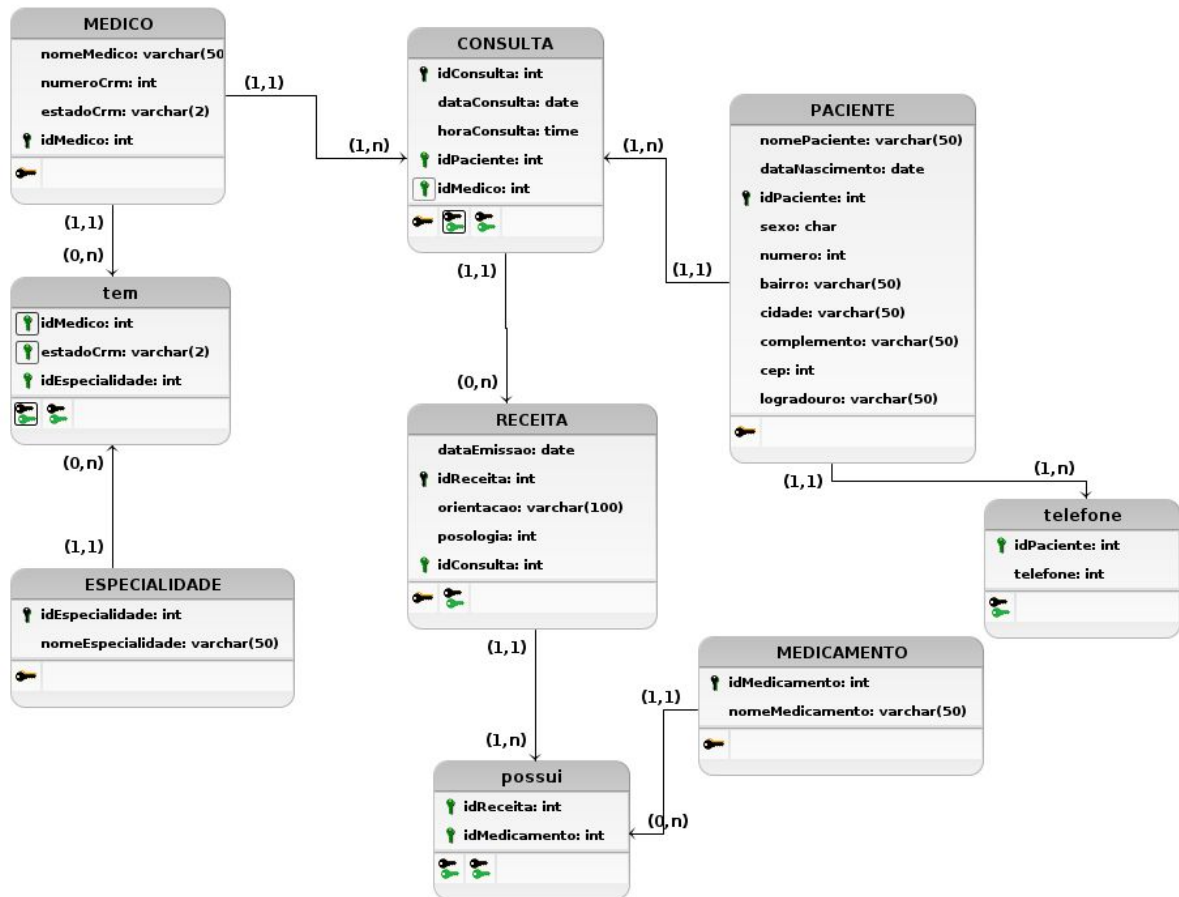 MEDICO
nomeMedico: varchar(50
numeroCrm: int
estadoCrm: varchar(2)
idMedico: int
(1,1)
(1,n)
CONSULTA
idConsulta: int
dataConsulta: date
horaConsulta: time
idPaciente: int
idMedico: int
(1,n)
(1,1)
PACIENTE
nomePaciente: varchar(50)
dataNascimento: date
idPaciente: int
sexo: char
numero: int
bairro: varchar(50)
cidade: varchar(50)
complemento: varchar(50)
cep: int
logradouro: varchar(50)
(1,1)
(0,n)
tem
idMedico: int
estadoCrm: varchar(2)
idEspecialidade: int
(0,n)
(1,1)
ESPECIALIDADE
idEspecialidade: int
nomeEspecialidade: varchar(50)
(1,1)
(0,n)
RECEITA
dataEmissao: date
idReceita: int
orientacao: varchar(100)
posologia: int
idConsulta: int
(1,1)
(1,n)
telefone
idPaciente: int
telefone: int
(1,1)
(1,n)
possui
idReceita: int
idMedicamento: int
MEDICAMENTO
idMedicamento: int
nomeMedicamento: varchar(50)
(1,1)
(0,n)